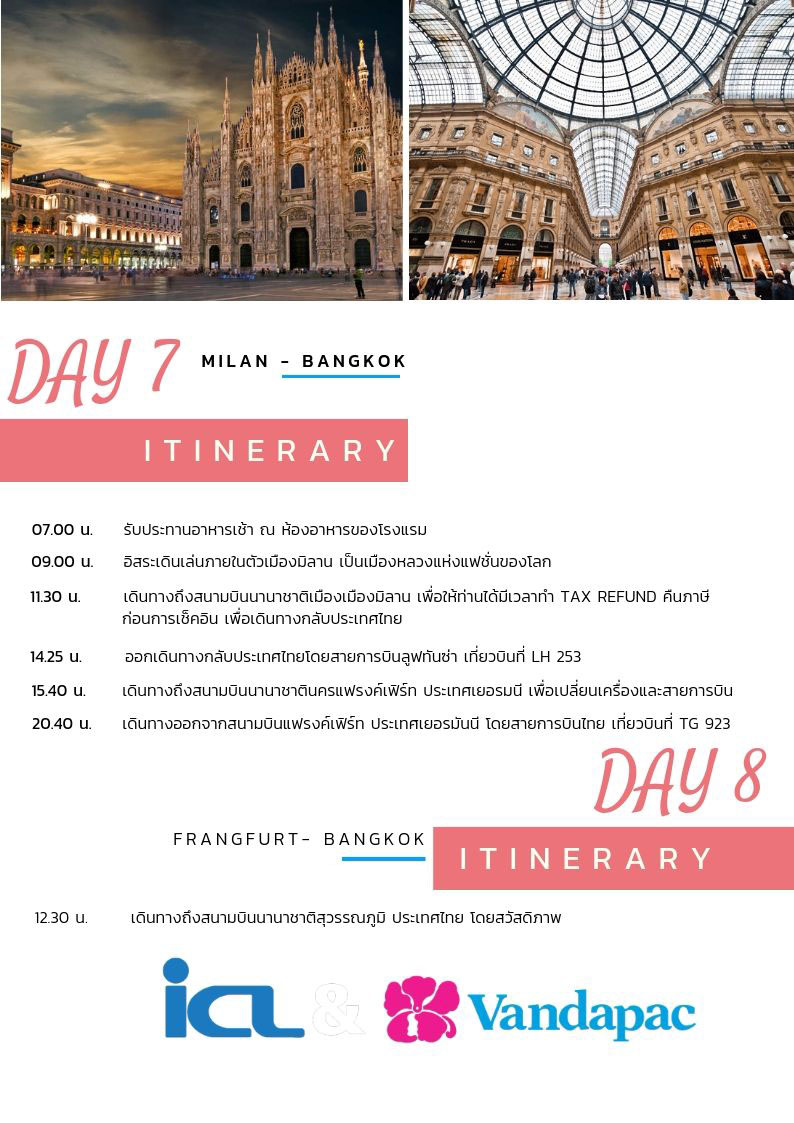 DAY 7 MILAN - BANGKOK
ITINERARY
07.00 น. รับประทานอาหารเช้า ณ ห้องอาหารของโรงแรม
09.00 น. อิสระเดินเล่นภายในตัวเมืองมิลาน เป็นเมืองหลวงแห่งแฟชั่นของโลก
11.30 น. เดินทางถึงสนามบินนานาชาติเมืองเมืองมิลาน เพื่อให้ท่านได้มีเวลาทำ TAX REFUND คืนภาษี
ก่อนการเช็คอิน เพื่อเดินทางกลับประเทศไทย
14.25 น. ออกเดินทางกลับประเทศไทยโดยสายการบินลูฟทันซ่า เที่ยวบินที่ LH 253
15.40 น. เดินทางถึงสนามบินนานาชาตินครแฟรงค์เฟิร์ท ประเทศเยอรมนี เพื่อเปลี่ยนเครื่องและสายการบิน
20.40 น. เดินทางออกจากสนามบินแฟรงค์เฟิร์ท ประเทศเยอรมันนี โดยสายการบินไทย เที่ยวบินที่ TG 923
DAY 8
FRANGFURT- BANGKOK
ITINERARY
12.30 น. เดินทางถึงสนามบินนานาชาติสุวรรณภูมิ ประเทศไทย โดยสวัสดิภาพ
icl & Vandapac